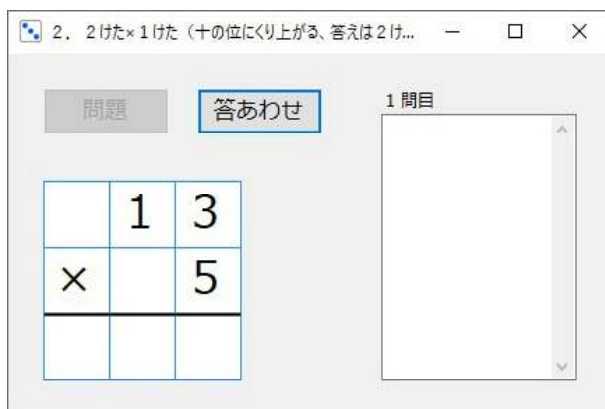 2．2けた×1けた（十の位にくり上がる、答えは2け...
問題
答あわせ
1 問目
1 3
× 5